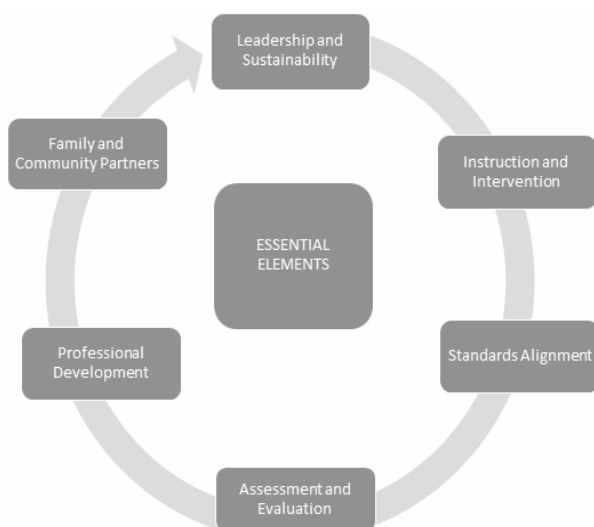 Leadership and
Sustainability
Instruction and
Intervention
Standards Alignment
Assessment and
Evaluation
Professional
Development
Family and
Community Partners
ESSENTIAL
ELEMENTS